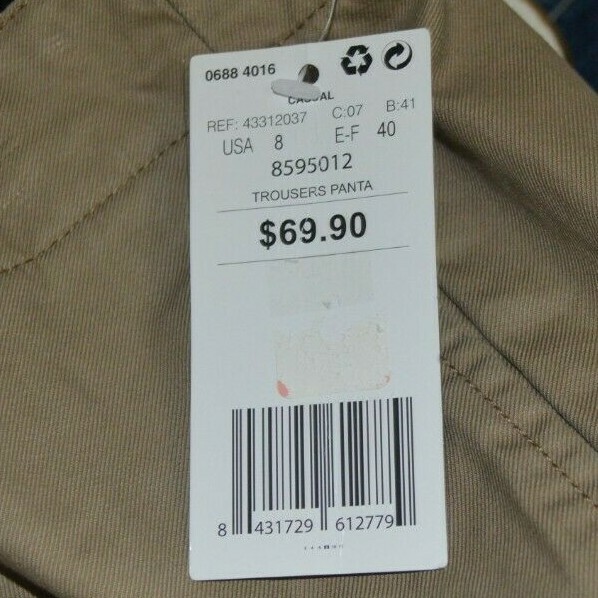 0688 4016
CASUAL
REF: 43312037 C:07 B:41
USA 8 E-F 40
8595012
TROUSERS PANTA
$69.90
8 431729 612779